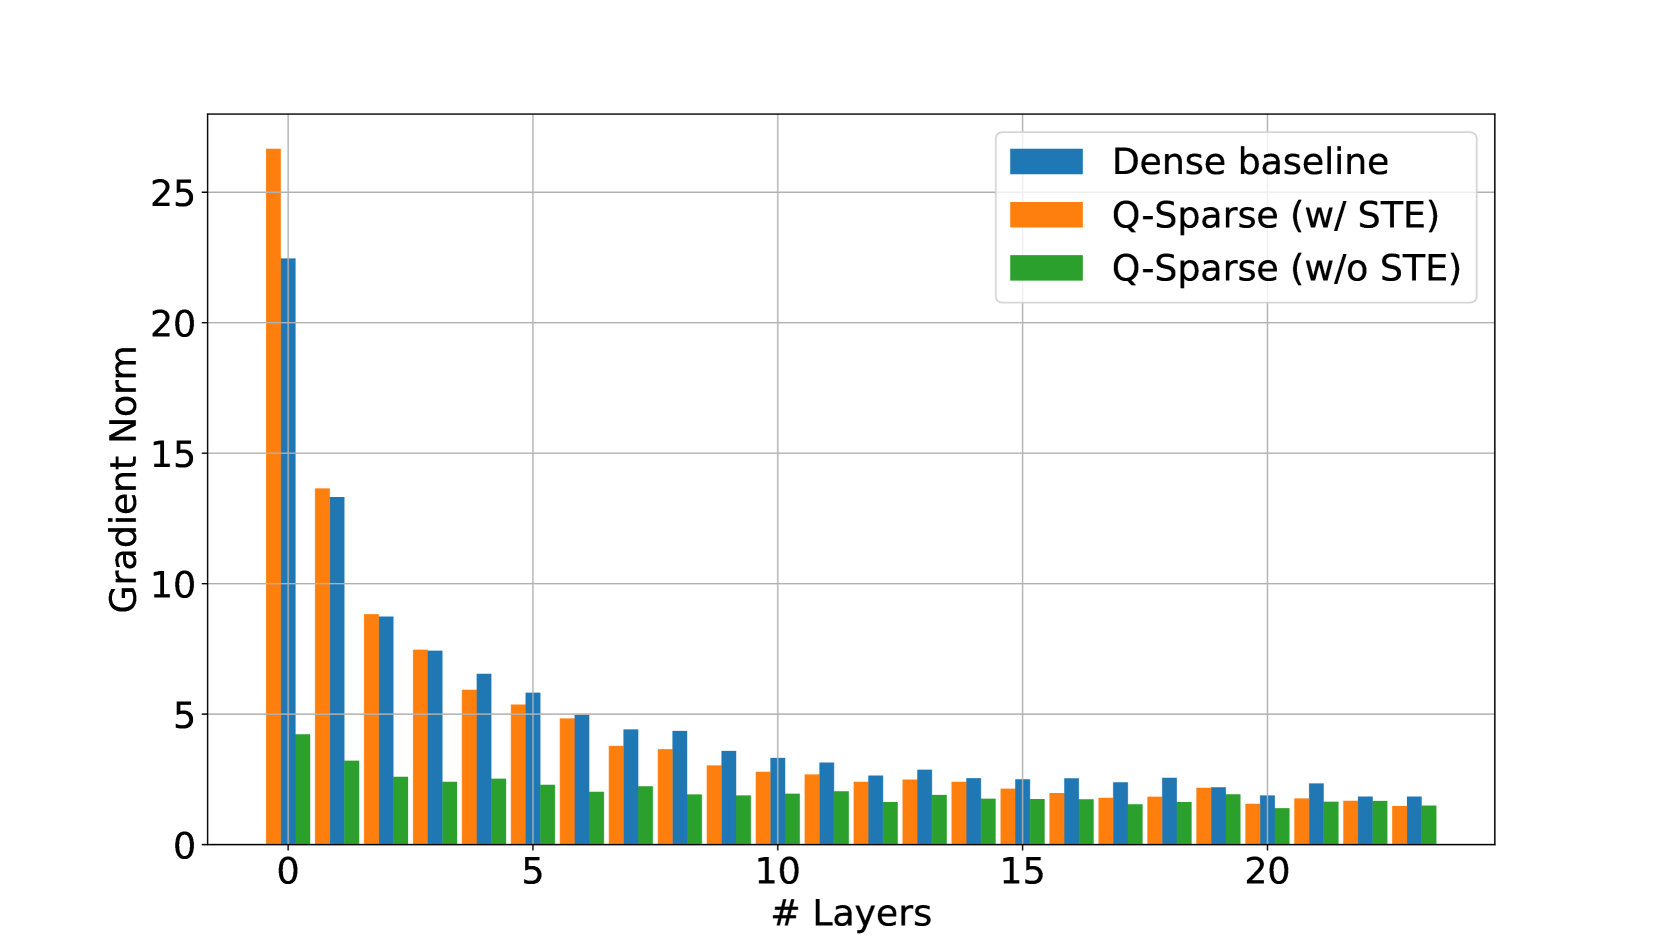 Dense baseline
Q-Sparse (w/ STE)
Q-Sparse (w/o STE)
Gradient Norm
25
20
15
10
5
0
0 5 10 15 20
# Layers